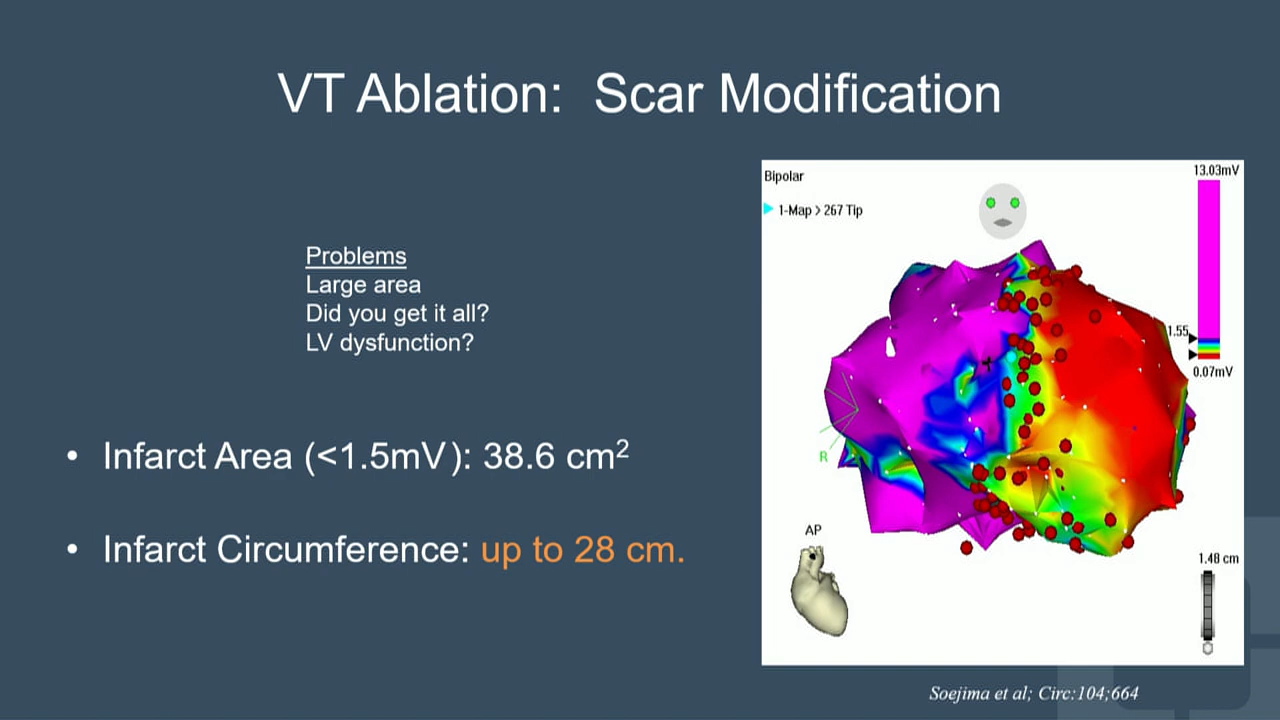 VT Ablation: Scar Modification
Problems
Large area
Did you get it all?
LV dysfunction?
• Infarct Area (<1.5mV): 38.6 cm²
• Infarct Circumference: up to 28 cm.
Bipolar
1-Map > 267 Tip
13.03mV
1.55
0.07mV
R
AP
1.48 cm
Soejima et al; Circ:104;664